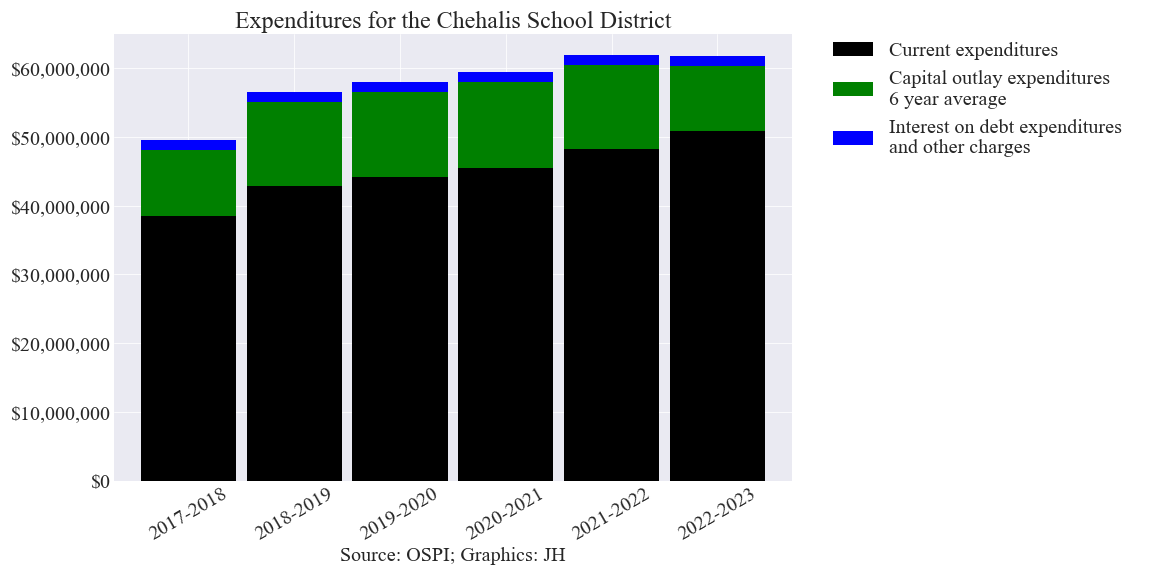 Expenditures for the Chehalis School District
$60,000,000
$50,000,000
$40,000,000
$30,000,000
$20,000,000
$10,000,000
$0
2017-2018
2018-2019
2019-2020
2020-2021
2021-2022
2022-2023
Source: OSPI; Graphics: JH
Current expenditures
Capital outlay expenditures
6 year average
Interest on debt expenditures
and other charges